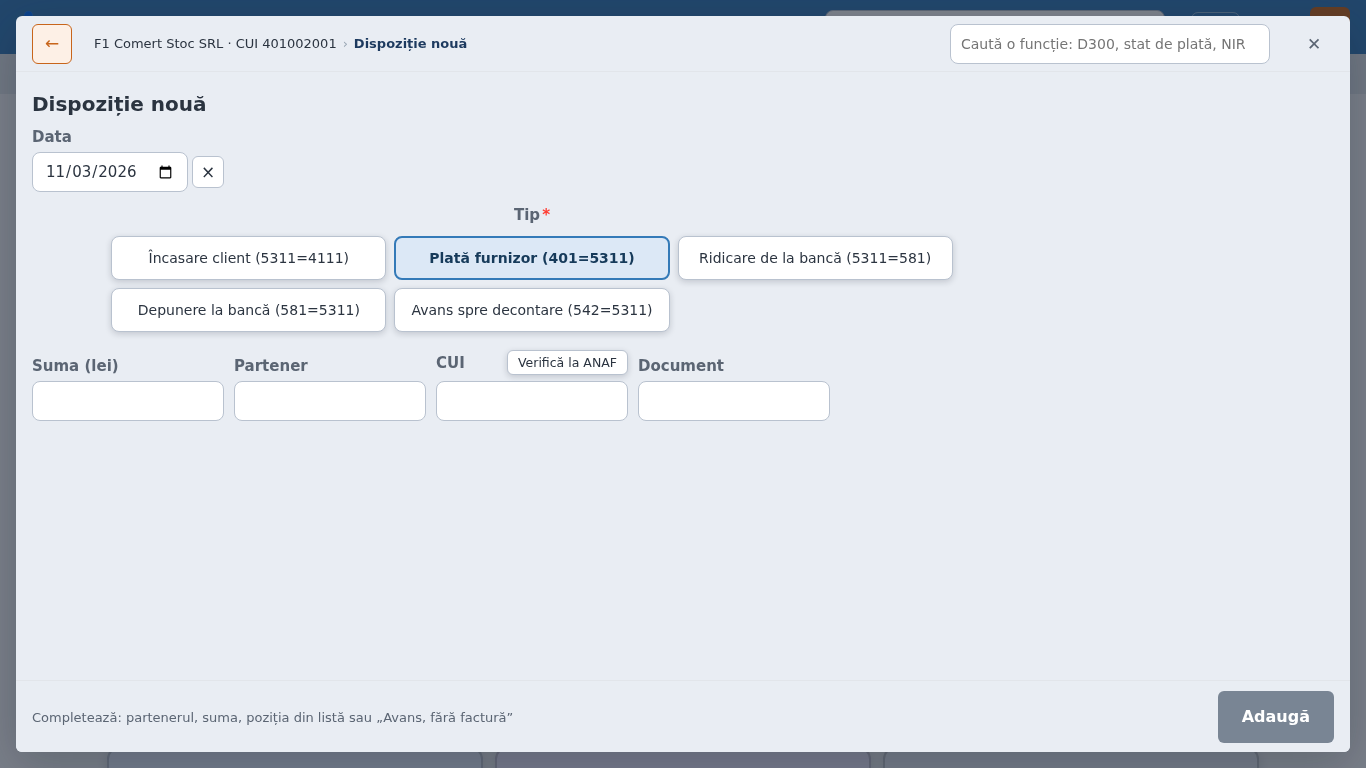 ←
F1 Comert Stoc SRL · CUI 401002001 › Dispoziție nouă
Caută o funcție: D300, stat de plată, NIR
✕
Dispoziție nouă
Data
11/03/2026
×
Tip*
Încasare client (5311=4111)
Plată furnizor (401=5311)
Ridicare de la bancă (5311=581)
Depunere la bancă (581=5311)
Avans spre decontare (542=5311)
Suma (lei)
Partener
CUI
Verifică la ANAF
Document
Completează: partenerul, suma, poziția din listă sau „Avans, fără factură”
Adaugă